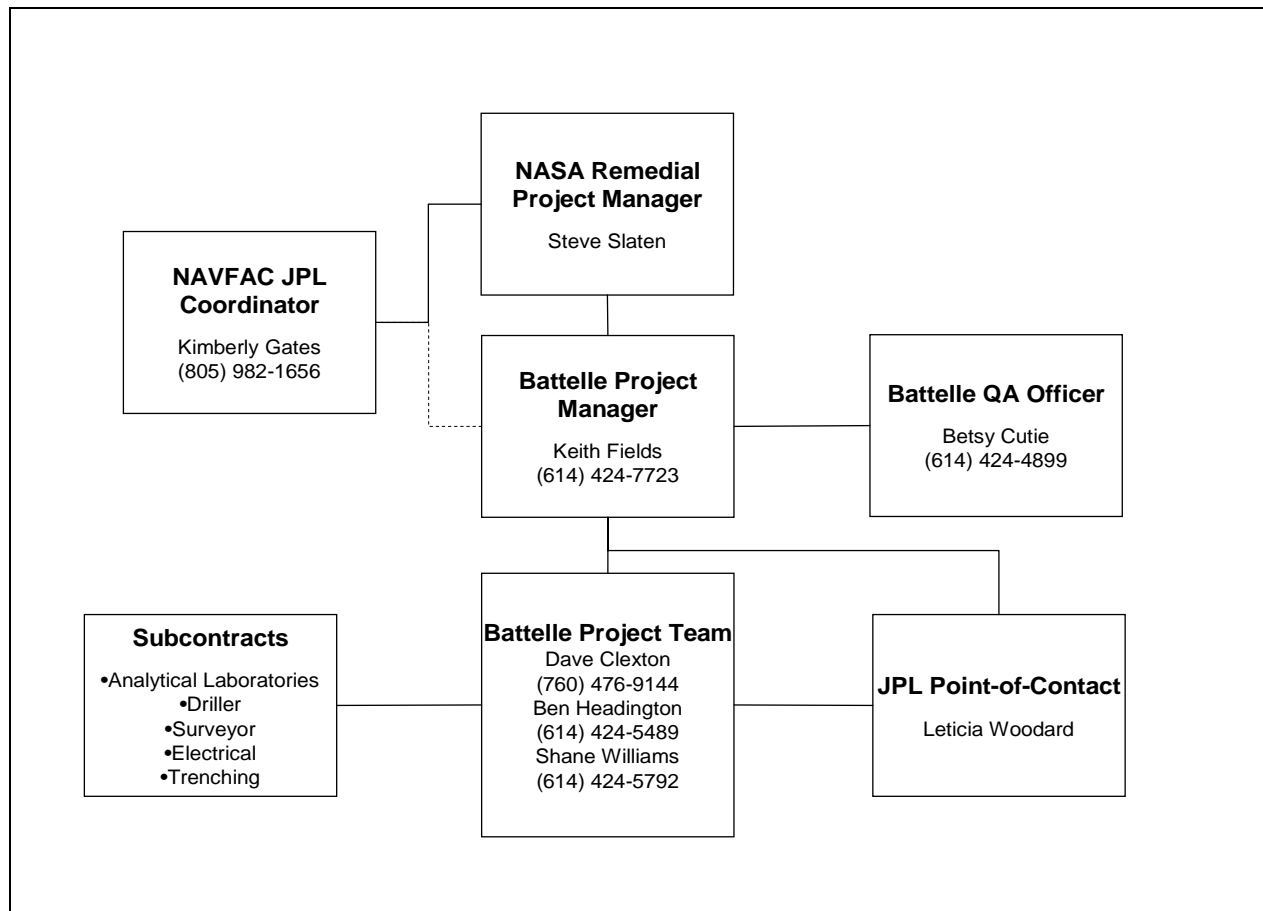 NASA Remedial
Project Manager
Steve Slaten
NAVFAC JPL
Coordinator
Kimberly Gates
(805) 982-1656
Battelle Project
Manager
Keith Fields
(614) 424-7723
Battelle QA Officer
Betsy Cutie
(614) 424-4899
Subcontracts
•Analytical Laboratories
•Driller
•Surveyor
•Electrical
•Trenching
Battelle Project Team
Dave Clexton
(760) 476-9144
Ben Headington
(614) 424-5489
Shane Williams
(614) 424-5792
JPL Point-of-Contact
Leticia Woodard